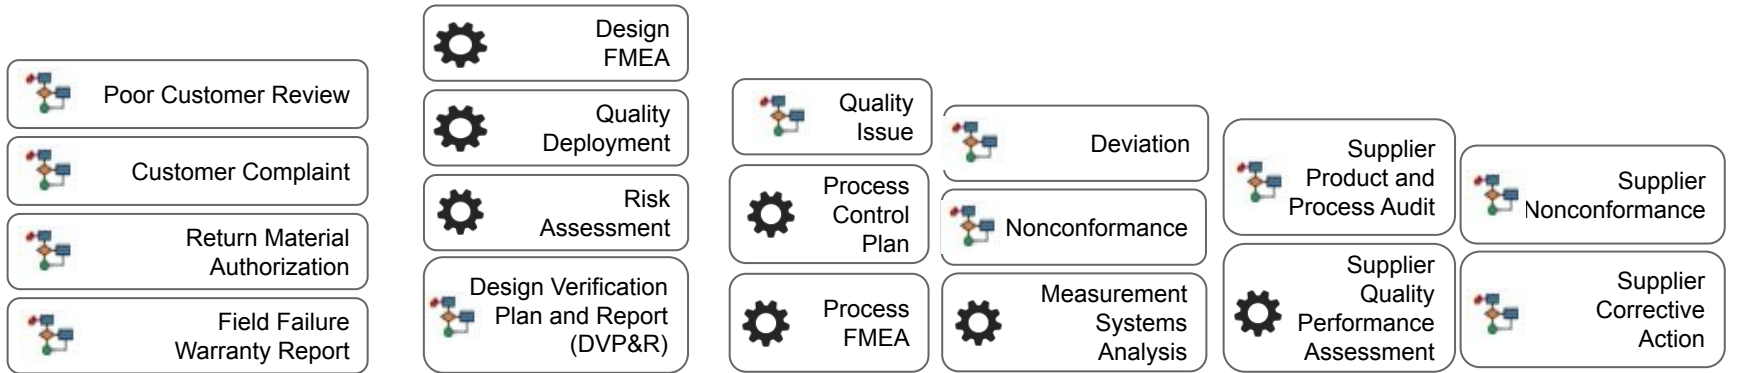 Poor Customer Review
Customer Complaint
Return Material
Authorization
Field Failure
Warranty Report
Design
FMEA
Quality
Deployment
Risk
Assessment
Design Verification
Plan and Report
(DVP&R)
Quality
Issue
Process
Control
Plan
Process
FMEA
Deviation
Nonconformance
Measurement
Systems
Analysis
Supplier
Product and
Process Audit
Supplier
Quality
Performance
Assessment
Supplier
Nonconformance
Supplier
Corrective
Action